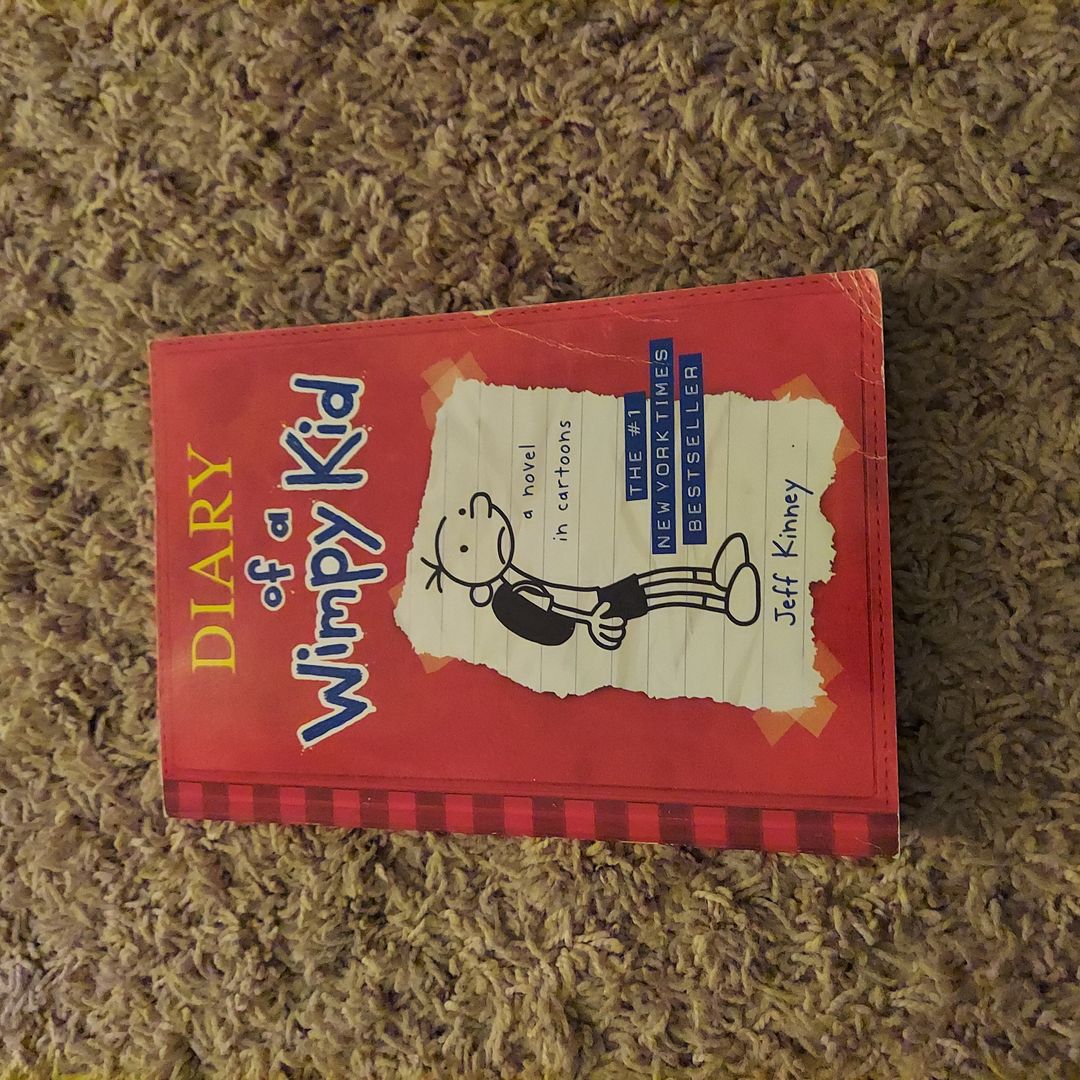 DIARY
of a
Wimpy Kid
a novel
in cartoons
THE #1
NEW YORK TIMES
BESTSELLER
Jeff Kinney